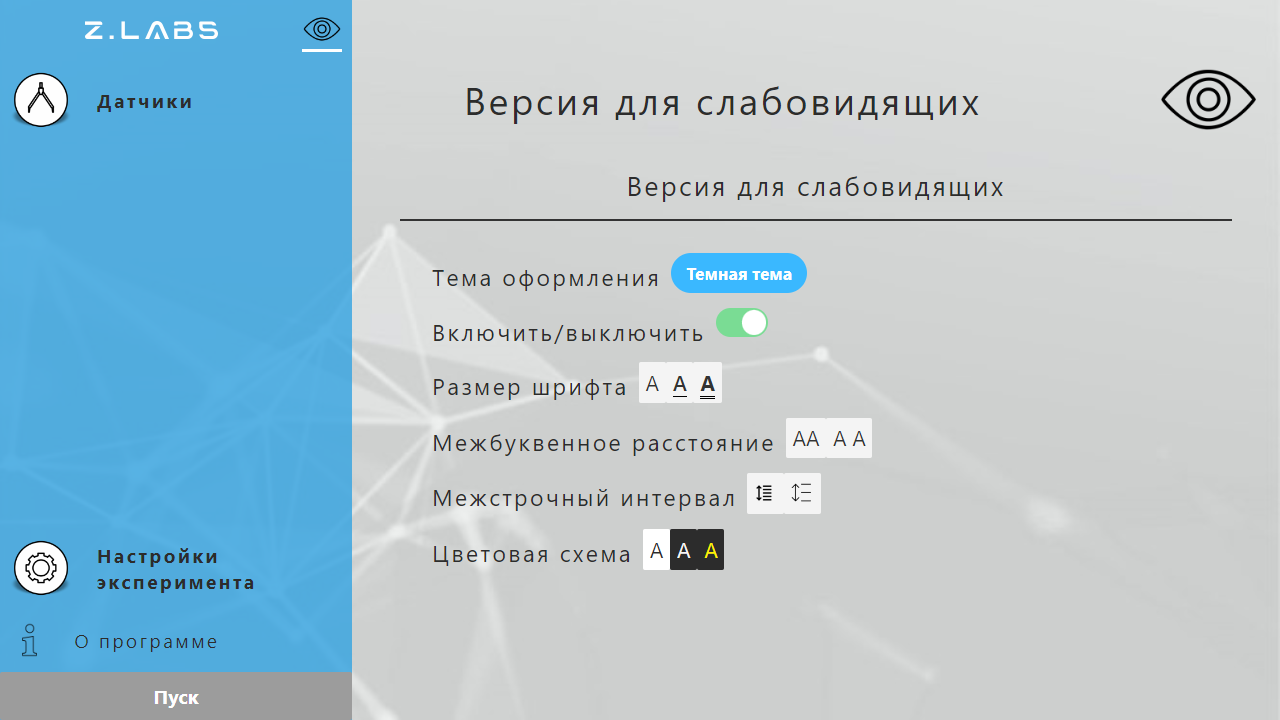 Z.LABS
Датчики
Настройки
эксперимента
О программе
Пуск
Версия для слабовидящих
Версия для слабовидящих
Тема оформления Темная тема
Включить/выключить
Размер шрифта A A A
Межбуквенное расстояние AA A A
Межстрочный интервал
Цветовая схема A A A